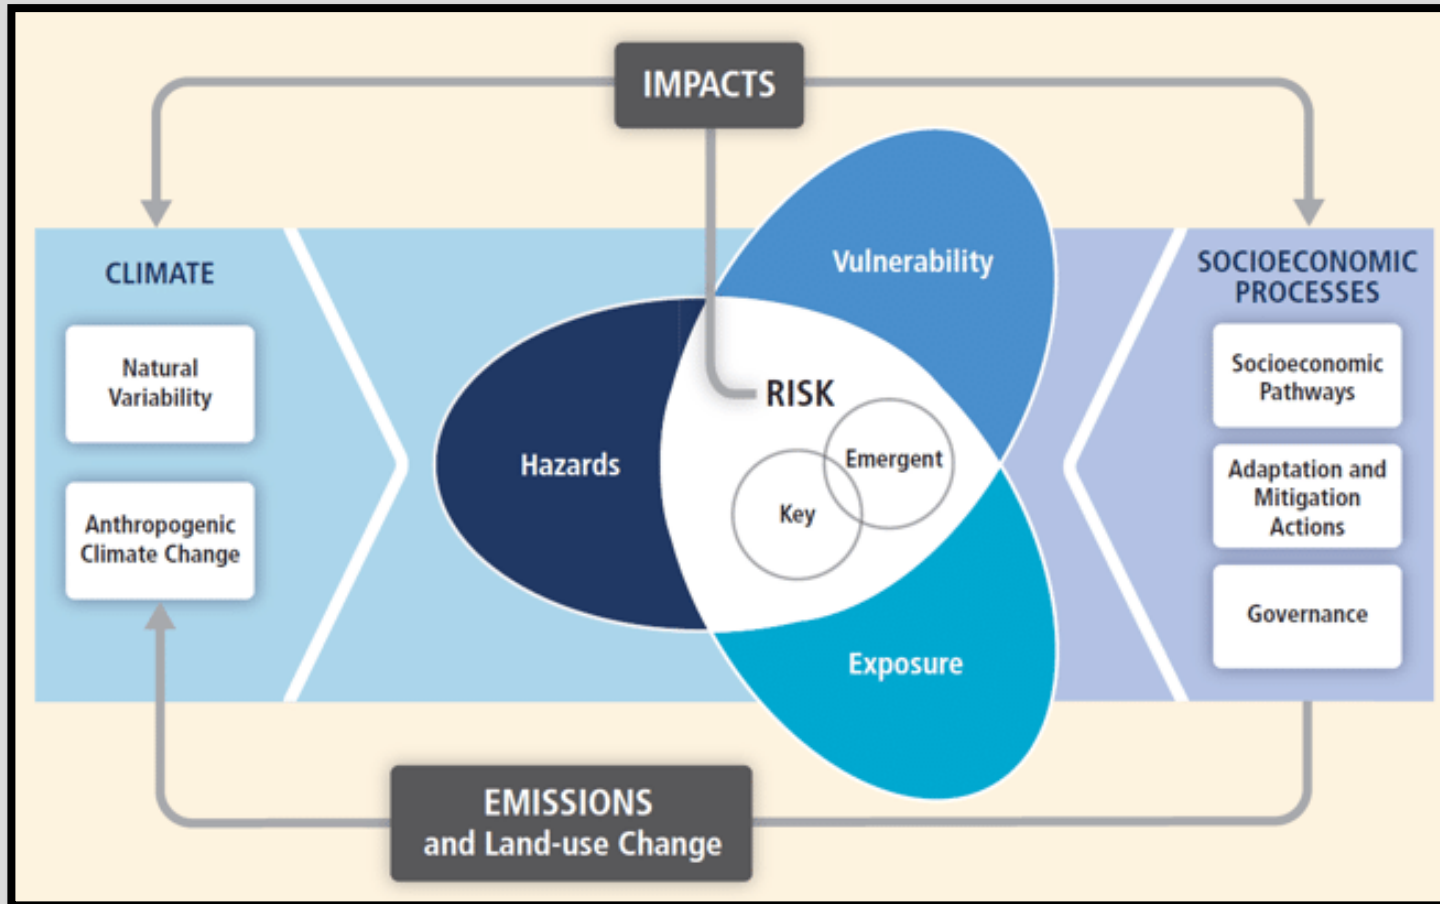 IMPACTS
CLIMATE
Natural
Variability
Anthropogenic
Climate Change
Hazards
Vulnerability
RISK
Emergent
Key
Exposure
SOCIOECONOMIC
PROCESSES
Socioeconomic
Pathways
Adaptation and
Mitigation
Actions
Governance
EMISSIONS
and Land-use Change